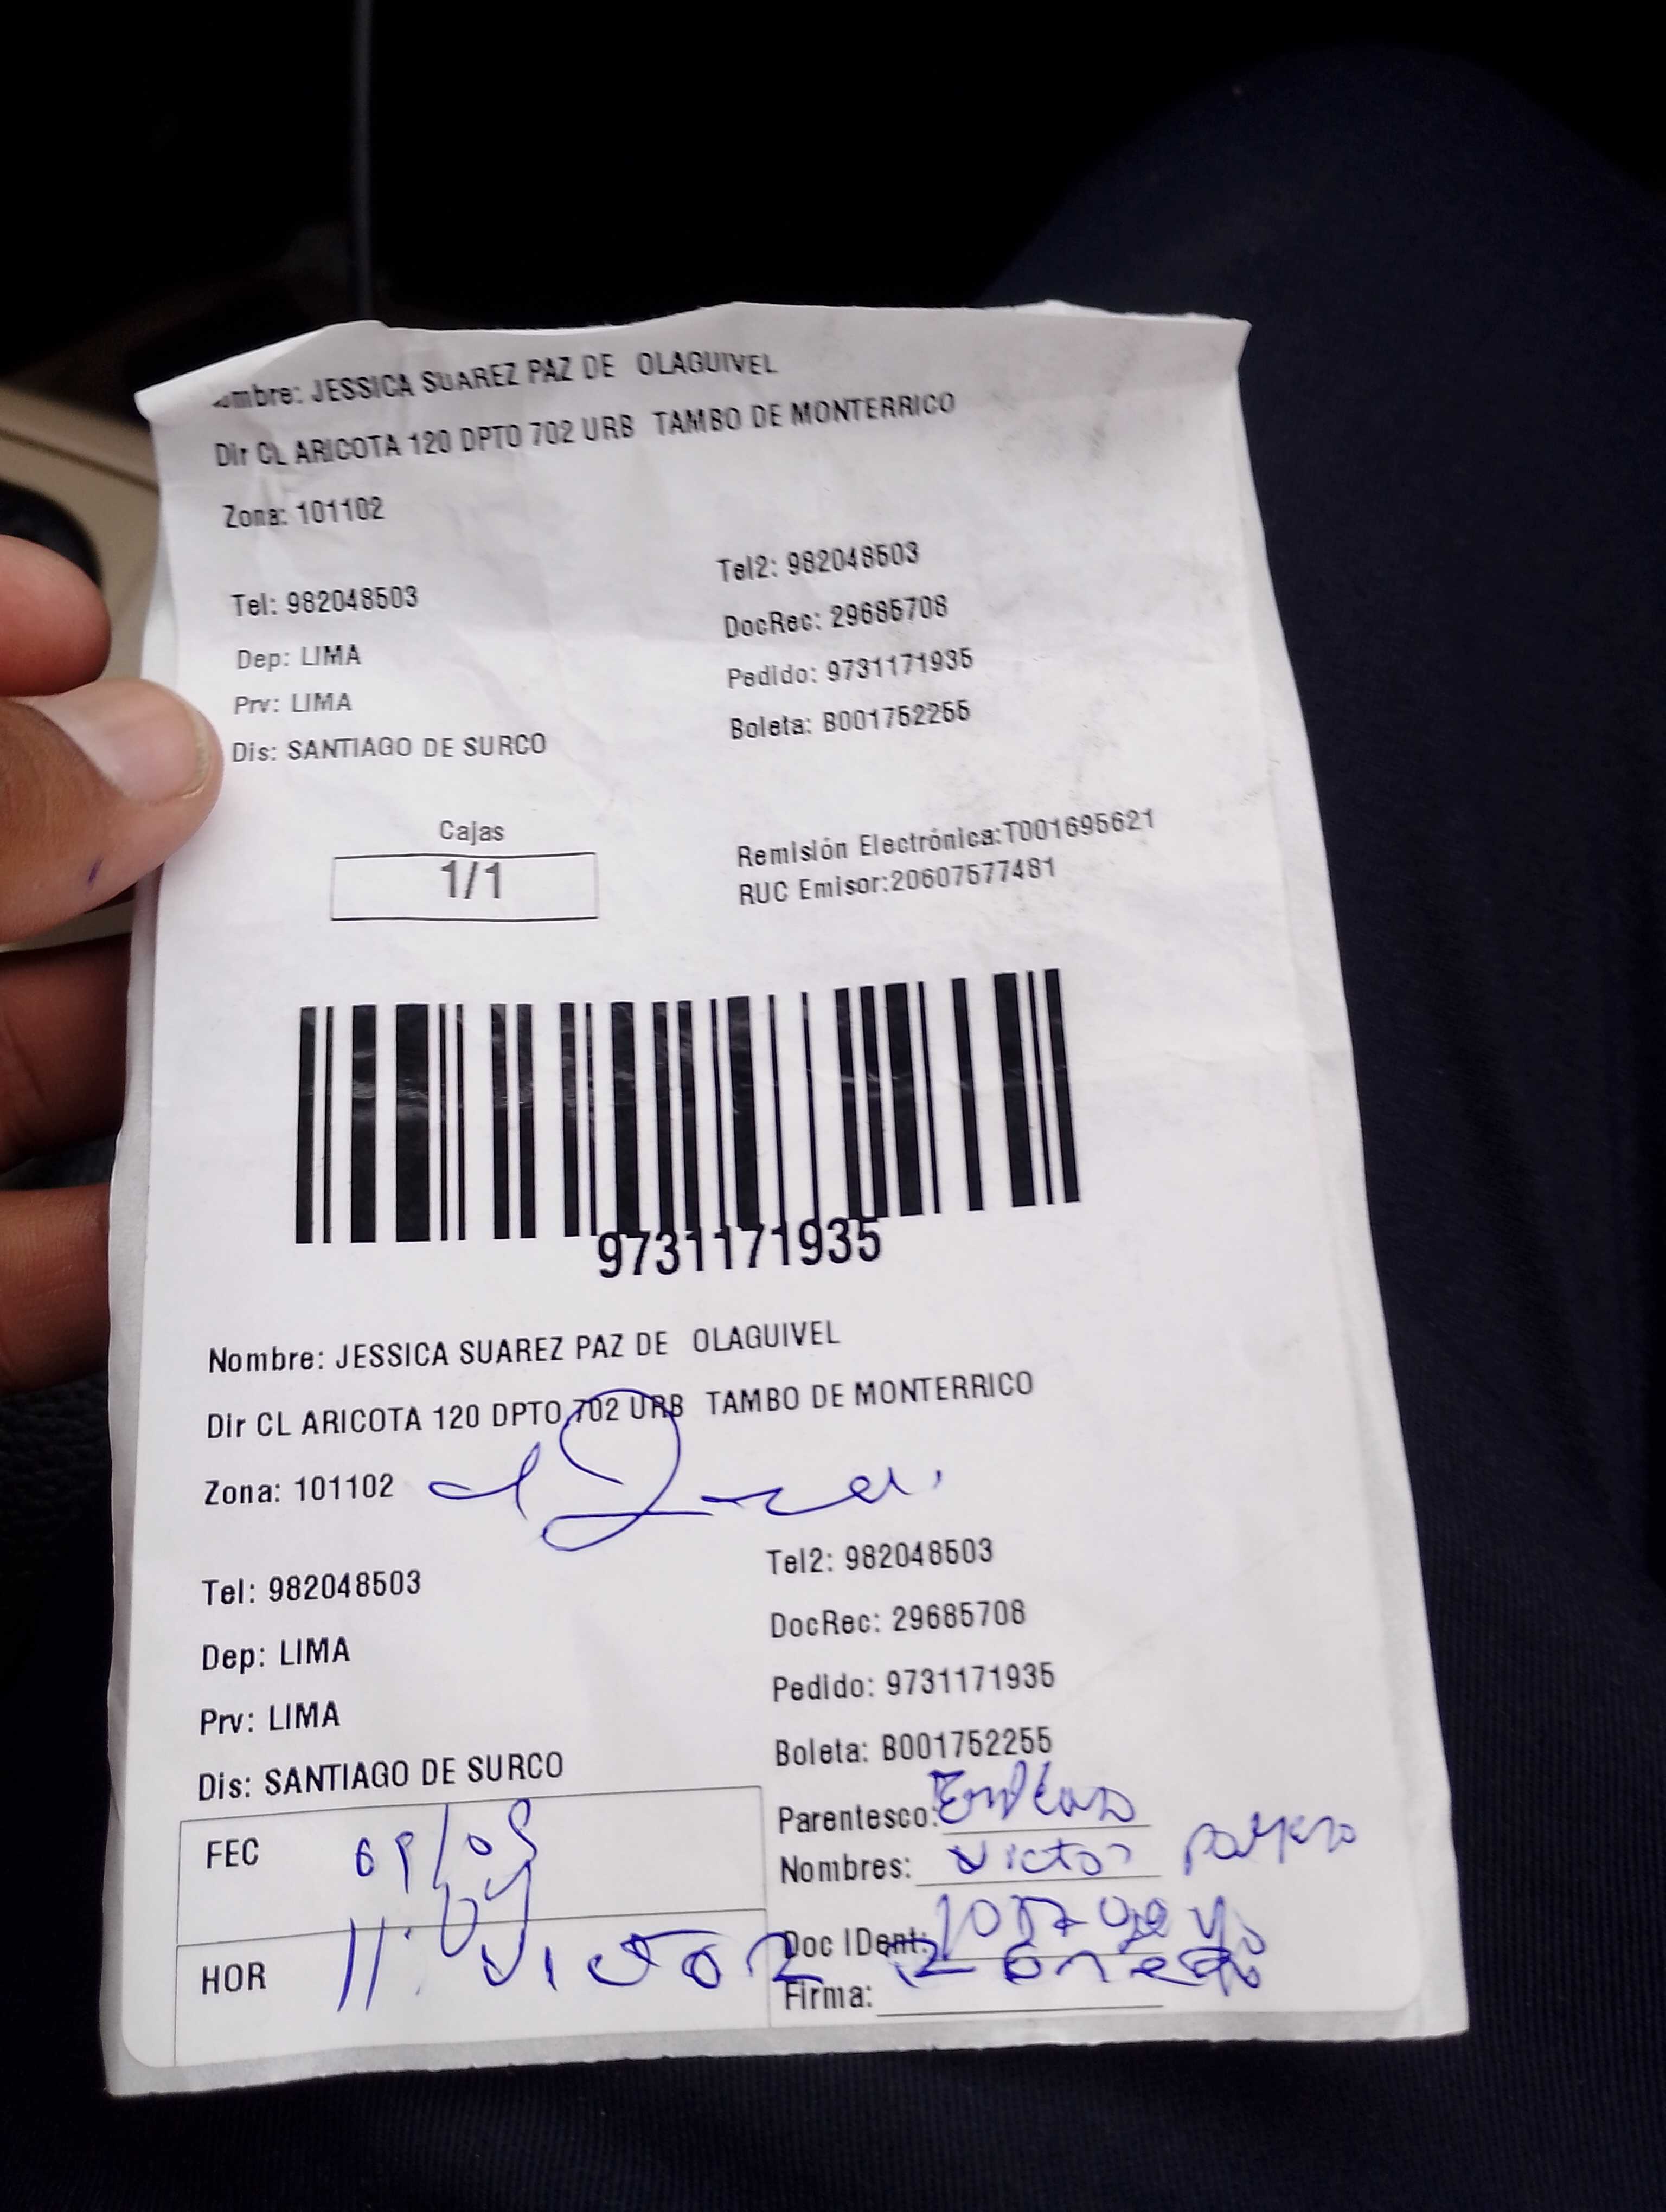 Nombre: JESSICA SUAREZ PAZ DE OLAGUIVEL
Dir CL ARICOTA 120 DPTO 702 URB TAMBO DE MONTERRICO
Zona: 101102
Tel: 982048503
Tel2: 982048503
DocRec: 29685708
Dep: LIMA
Pedido: 9731171935
Prv: LIMA
Boleta: B001752255
Dis: SANTIAGO DE SURCO
Cajas
1/1
Remisión Electrónica:T001695621
RUC Emisor:20607577481
9731171935
Nombre: JESSICA SUAREZ PAZ DE OLAGUIVEL
Dir CL ARICOTA 120 DPTO 702 URB TAMBO DE MONTERRICO
Zona: 101102
Tel: 982048503
Tel2: 982048503
DocRec: 29685708
Dep: LIMA
Pedido: 9731171935
Prv: LIMA
Boleta: B001752255
Dis: SANTIAGO DE SURCO
Parentesco:
FEC
Nombres: Victor
Doc IDent:
HOR
Firma: